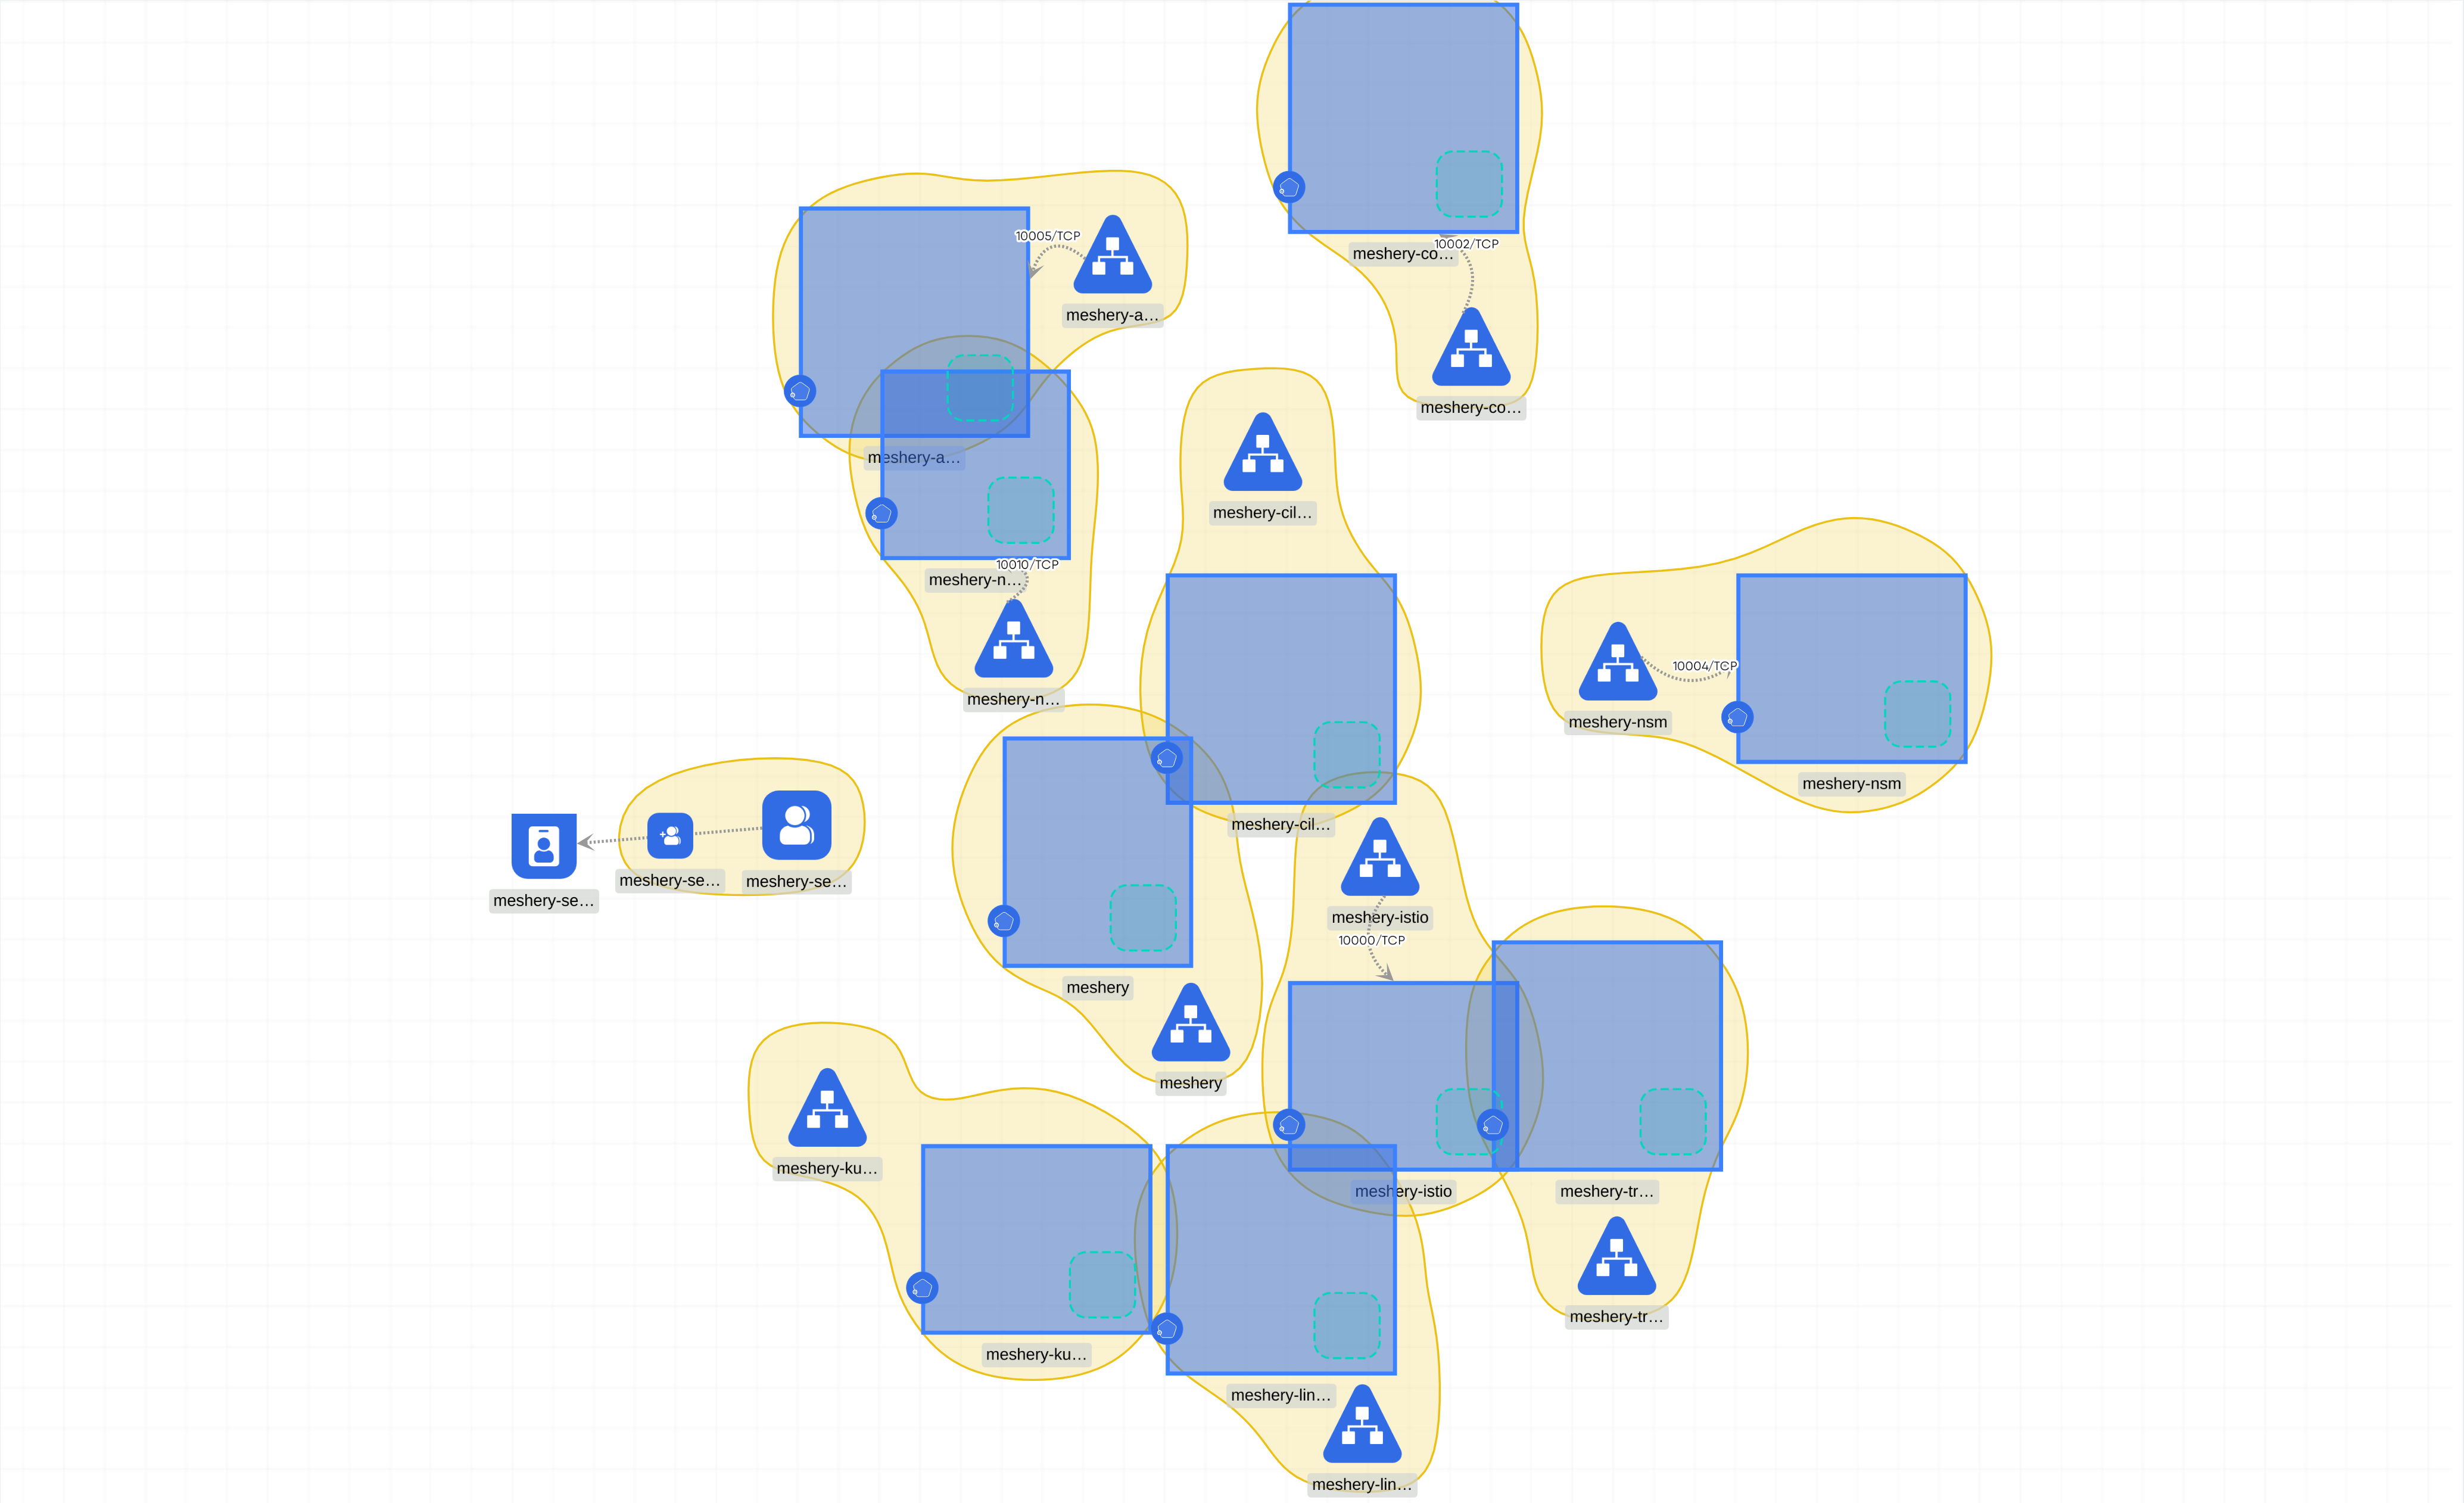 10005/TCP
meshery-a…
meshery-a…
meshery-co…
10002/TCP
meshery-co…
meshery-cil…
10010/TCP
meshery-n…
meshery-n…
10004/TCP
meshery-nsm
meshery-nsm
meshery-cil…
meshery-se…
meshery-se…
meshery-se…
meshery-istio
10000/TCP
meshery
meshery
meshery-ku…
meshery-istio
meshery-tr…
meshery-tr…
meshery-ku…
meshery-lin…
meshery-lin…